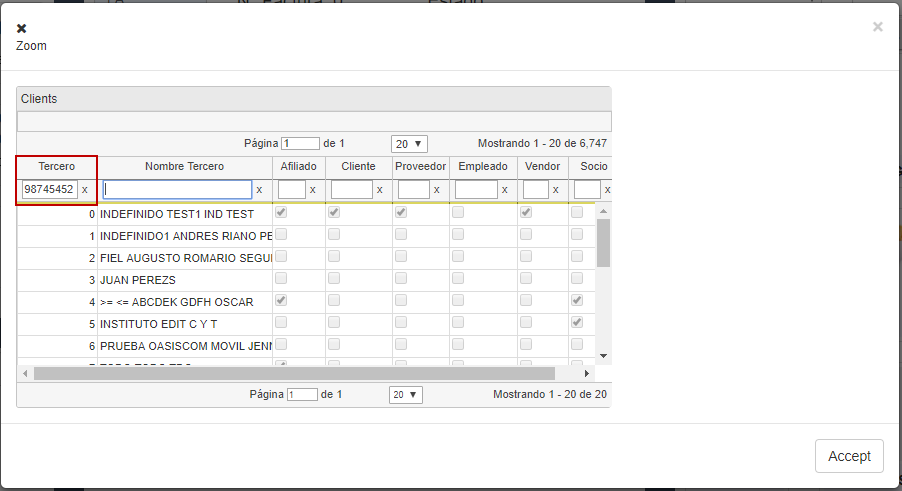 ×
Zoom
×
Clients
Página 1 de 1 20 ▼ Mostrando 1 - 20 de 6,747
Tercero Nombre Tercero Afiliado Cliente Proveedor Empleado Vendor Socio
98745452 x x x x x x x x
0 INDEFINIDO TEST1 IND TEST
1 INDEFINIDO1 ANDRES RIANO PE
2 FIEL AUGUSTO ROMARIO SEGU
3 JUAN PEREZS
4 >= <= ABCDEK GDFH OSCAR
5 INSTITUTO EDIT C Y T
6 PRUEBA OASISCOM MOVIL JENN
Página 1 de 1 20 ▼ Mostrando 1 - 20 de 20
Accept